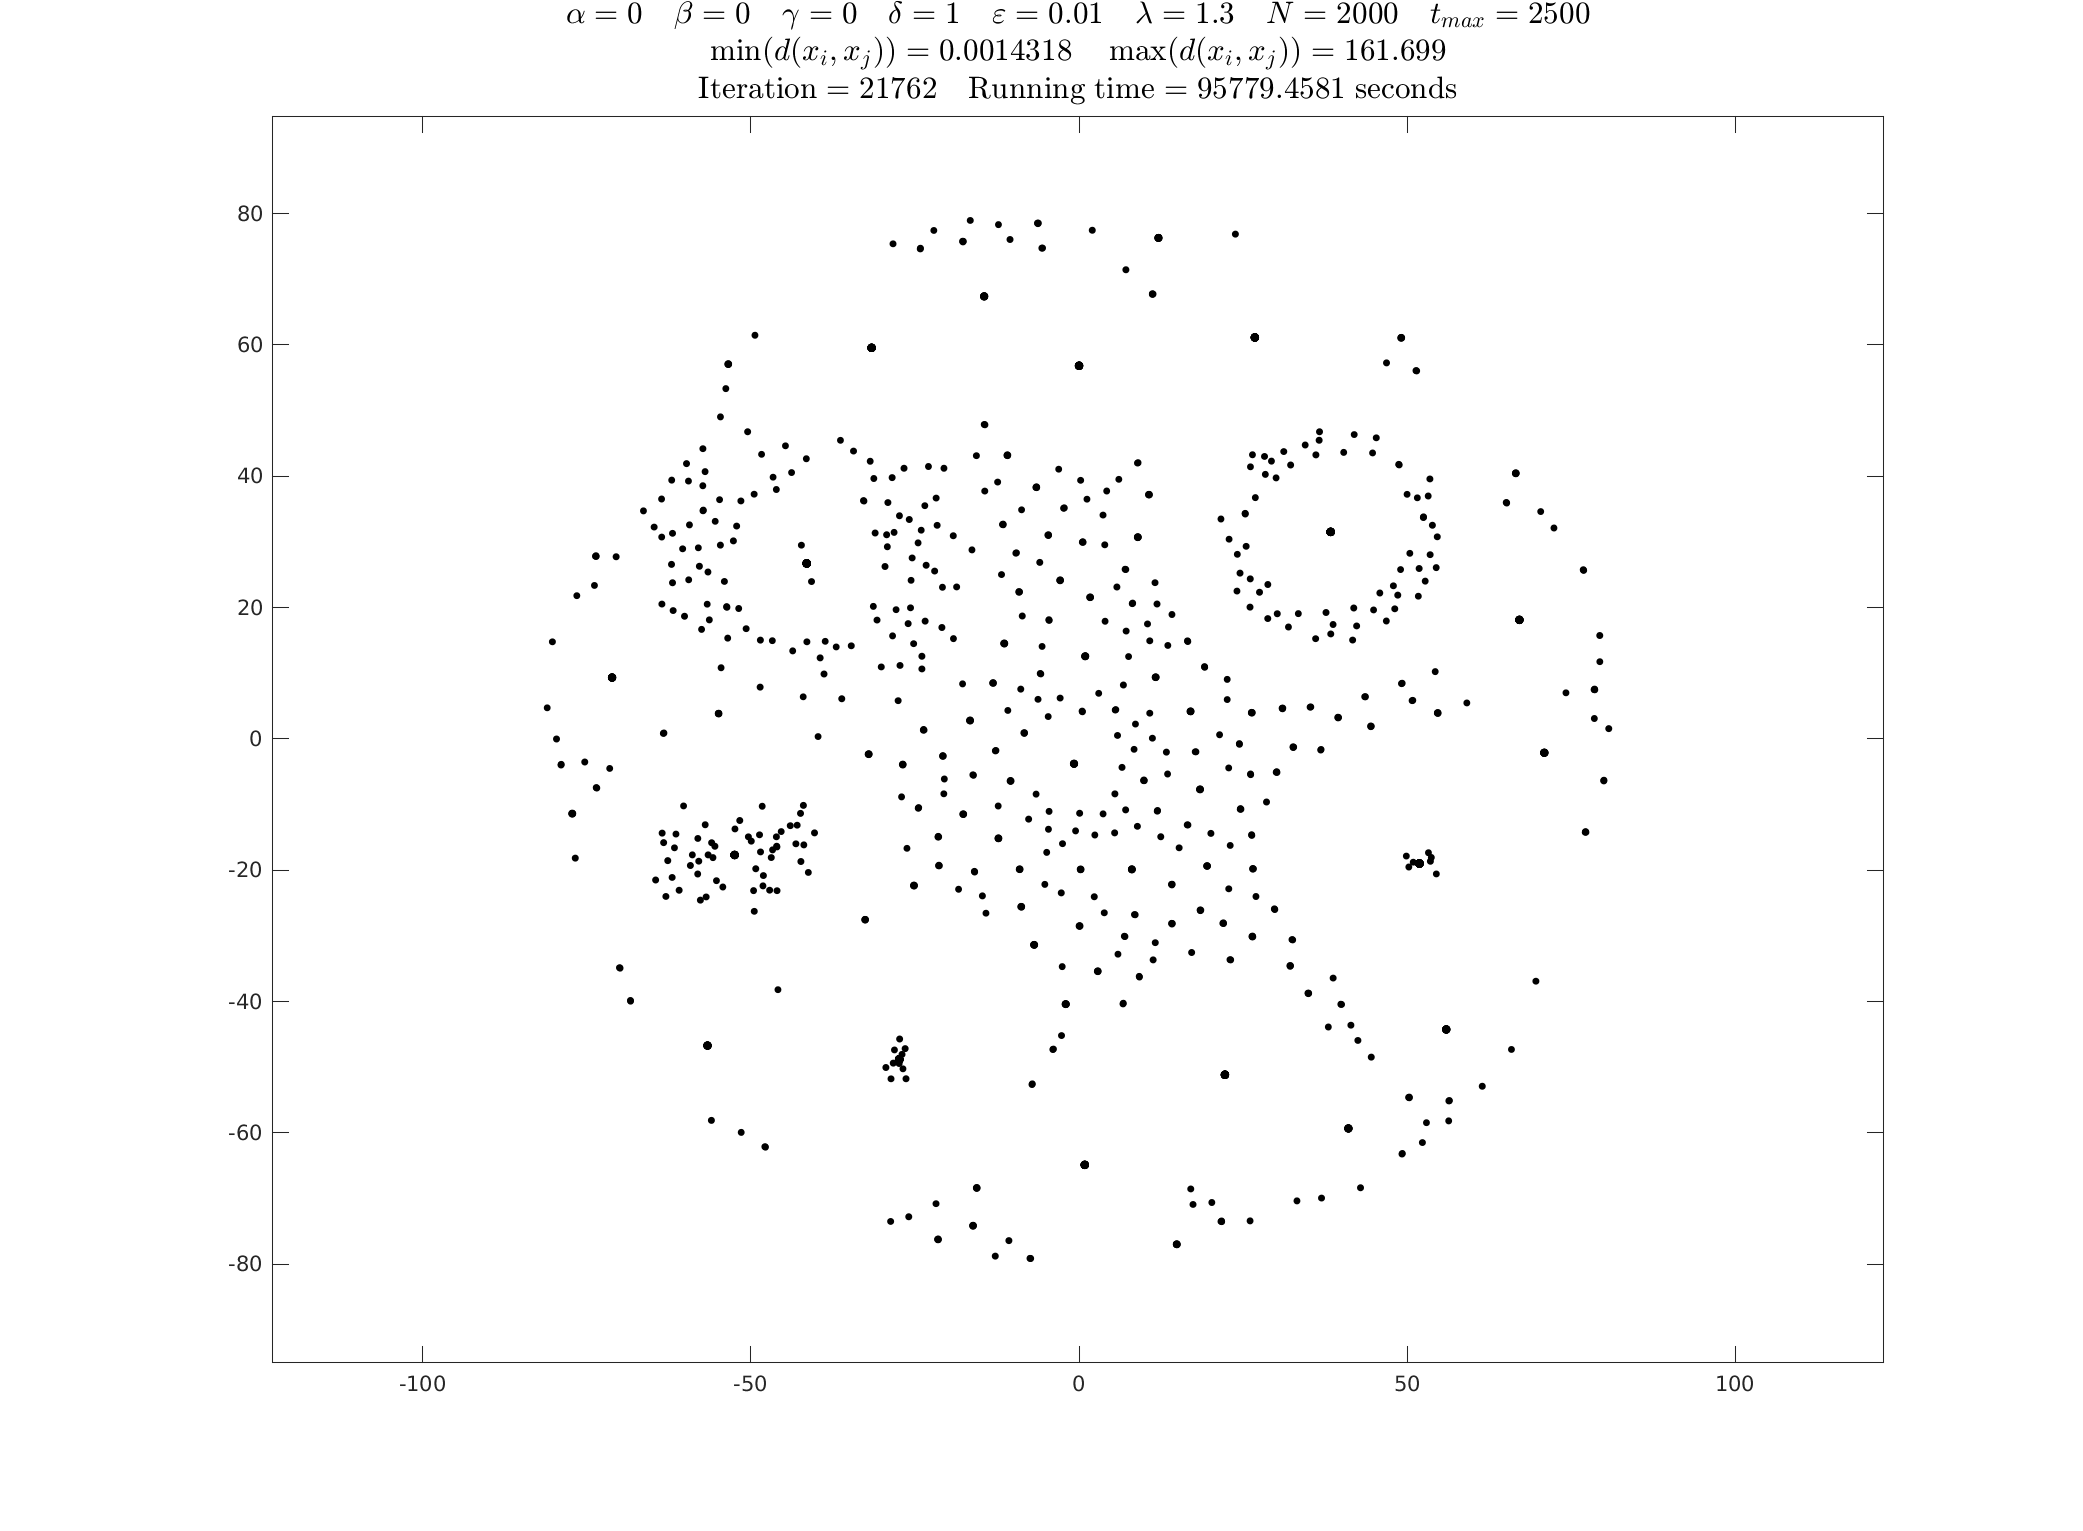 α = 0 β = 0 γ = 0 δ = 1 ε = 0.01 λ = 1.3 N = 2000 t_max = 2500
min(d(x_i, x_j)) = 0.0014318 max(d(x_i, x_j)) = 161.699
Iteration = 21762 Running time = 95779.4581 seconds
80
60
40
20
0
-20
-40
-60
-80
-100 -50 0 50 100